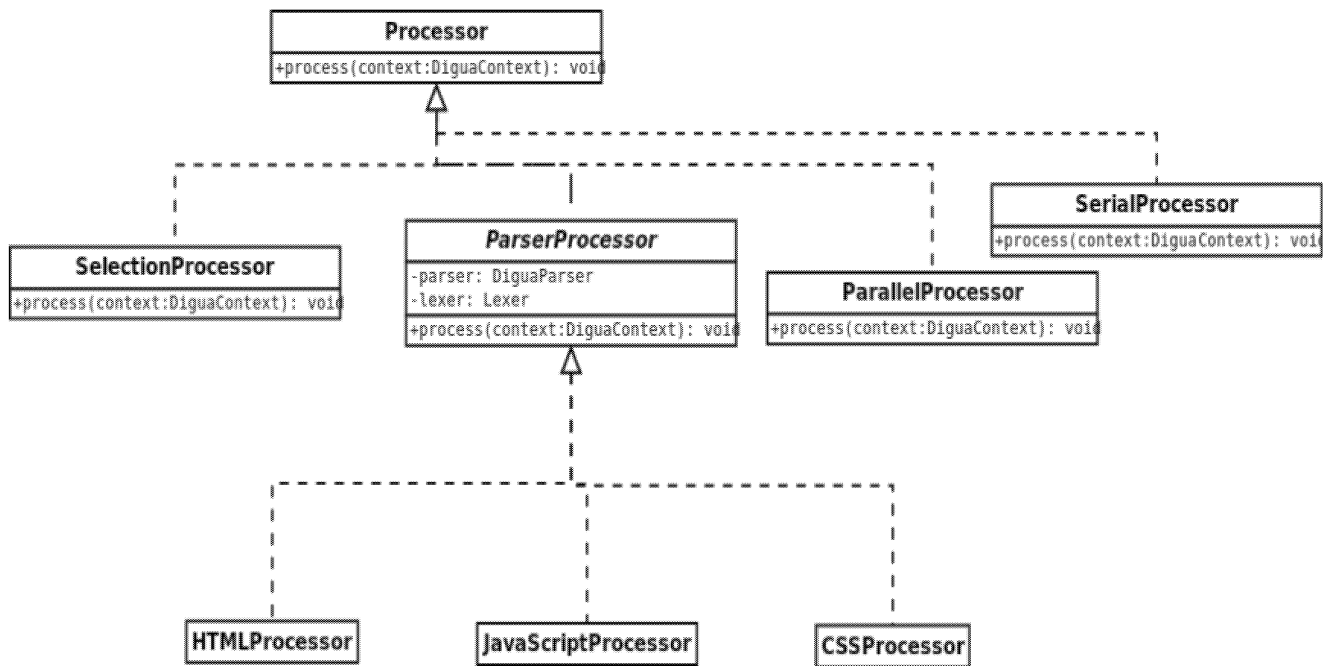 Processor
+process(context:DiguaContext): void
SerialProcessor
+process(context:DiguaContext): void
ParserProcessor
-parser: DiguaParser
-lexer: Lexer
+process(context:DiguaContext): void
SelectionProcessor
+process(context:DiguaContext): void
ParallelProcessor
+process(context:DiguaContext): void
HTMLProcessor
JavaScriptProcessor
CSSProcessor